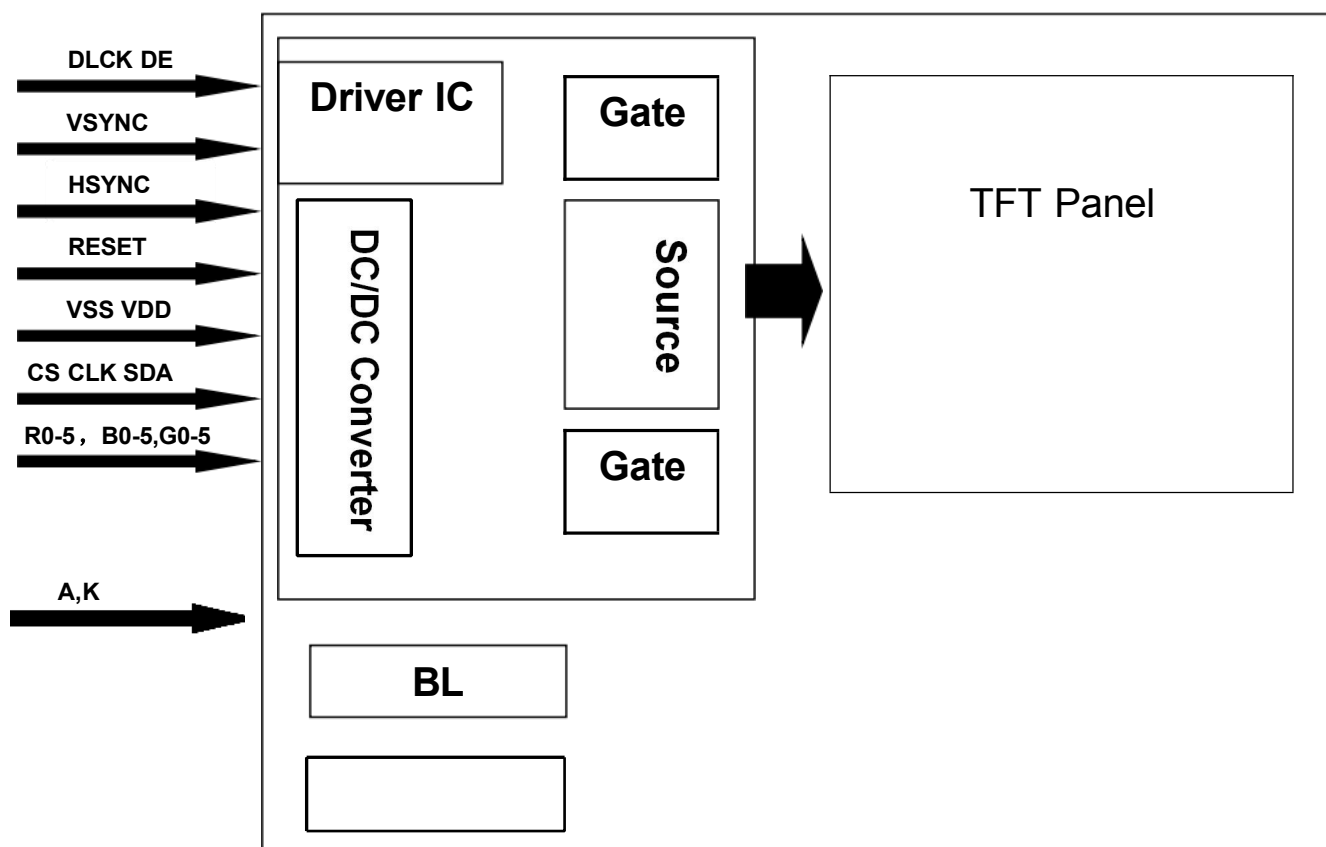 DLCK DE
VSYNC
HSYNC
RESET
VSS VDD
CS CLK SDA
R0-5，B0-5,G0-5
A,K
Driver IC
DC/DC Converter
Gate
Source
Gate
TFT Panel
BL